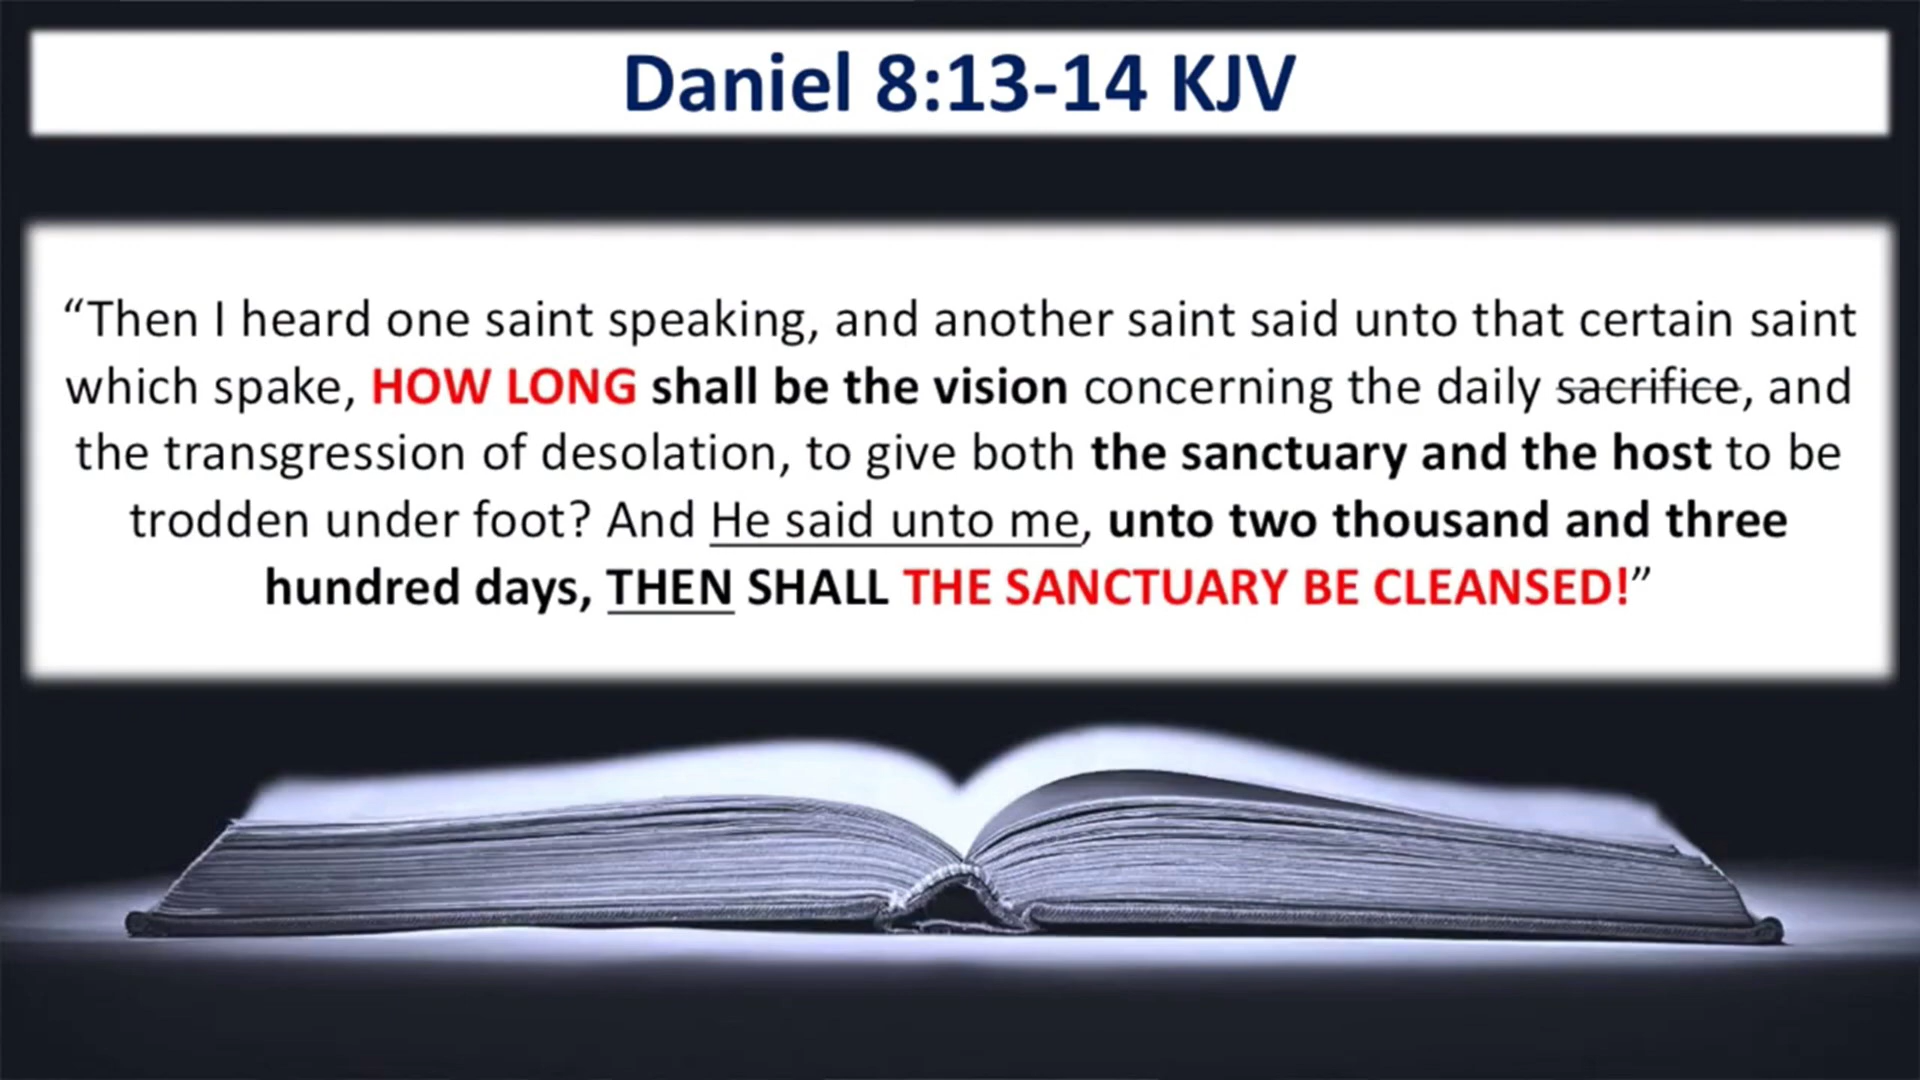 Daniel 8:13-14 KJV
“Then I heard one saint speaking, and another saint said unto that certain saint
which spake, HOW LONG shall be the vision concerning the daily sacrifice, and
the transgression of desolation, to give both the sanctuary and the host to be
trodden under foot? And He said unto me, unto two thousand and three
hundred days, THEN SHALL THE SANCTUARY BE CLEANSED!”